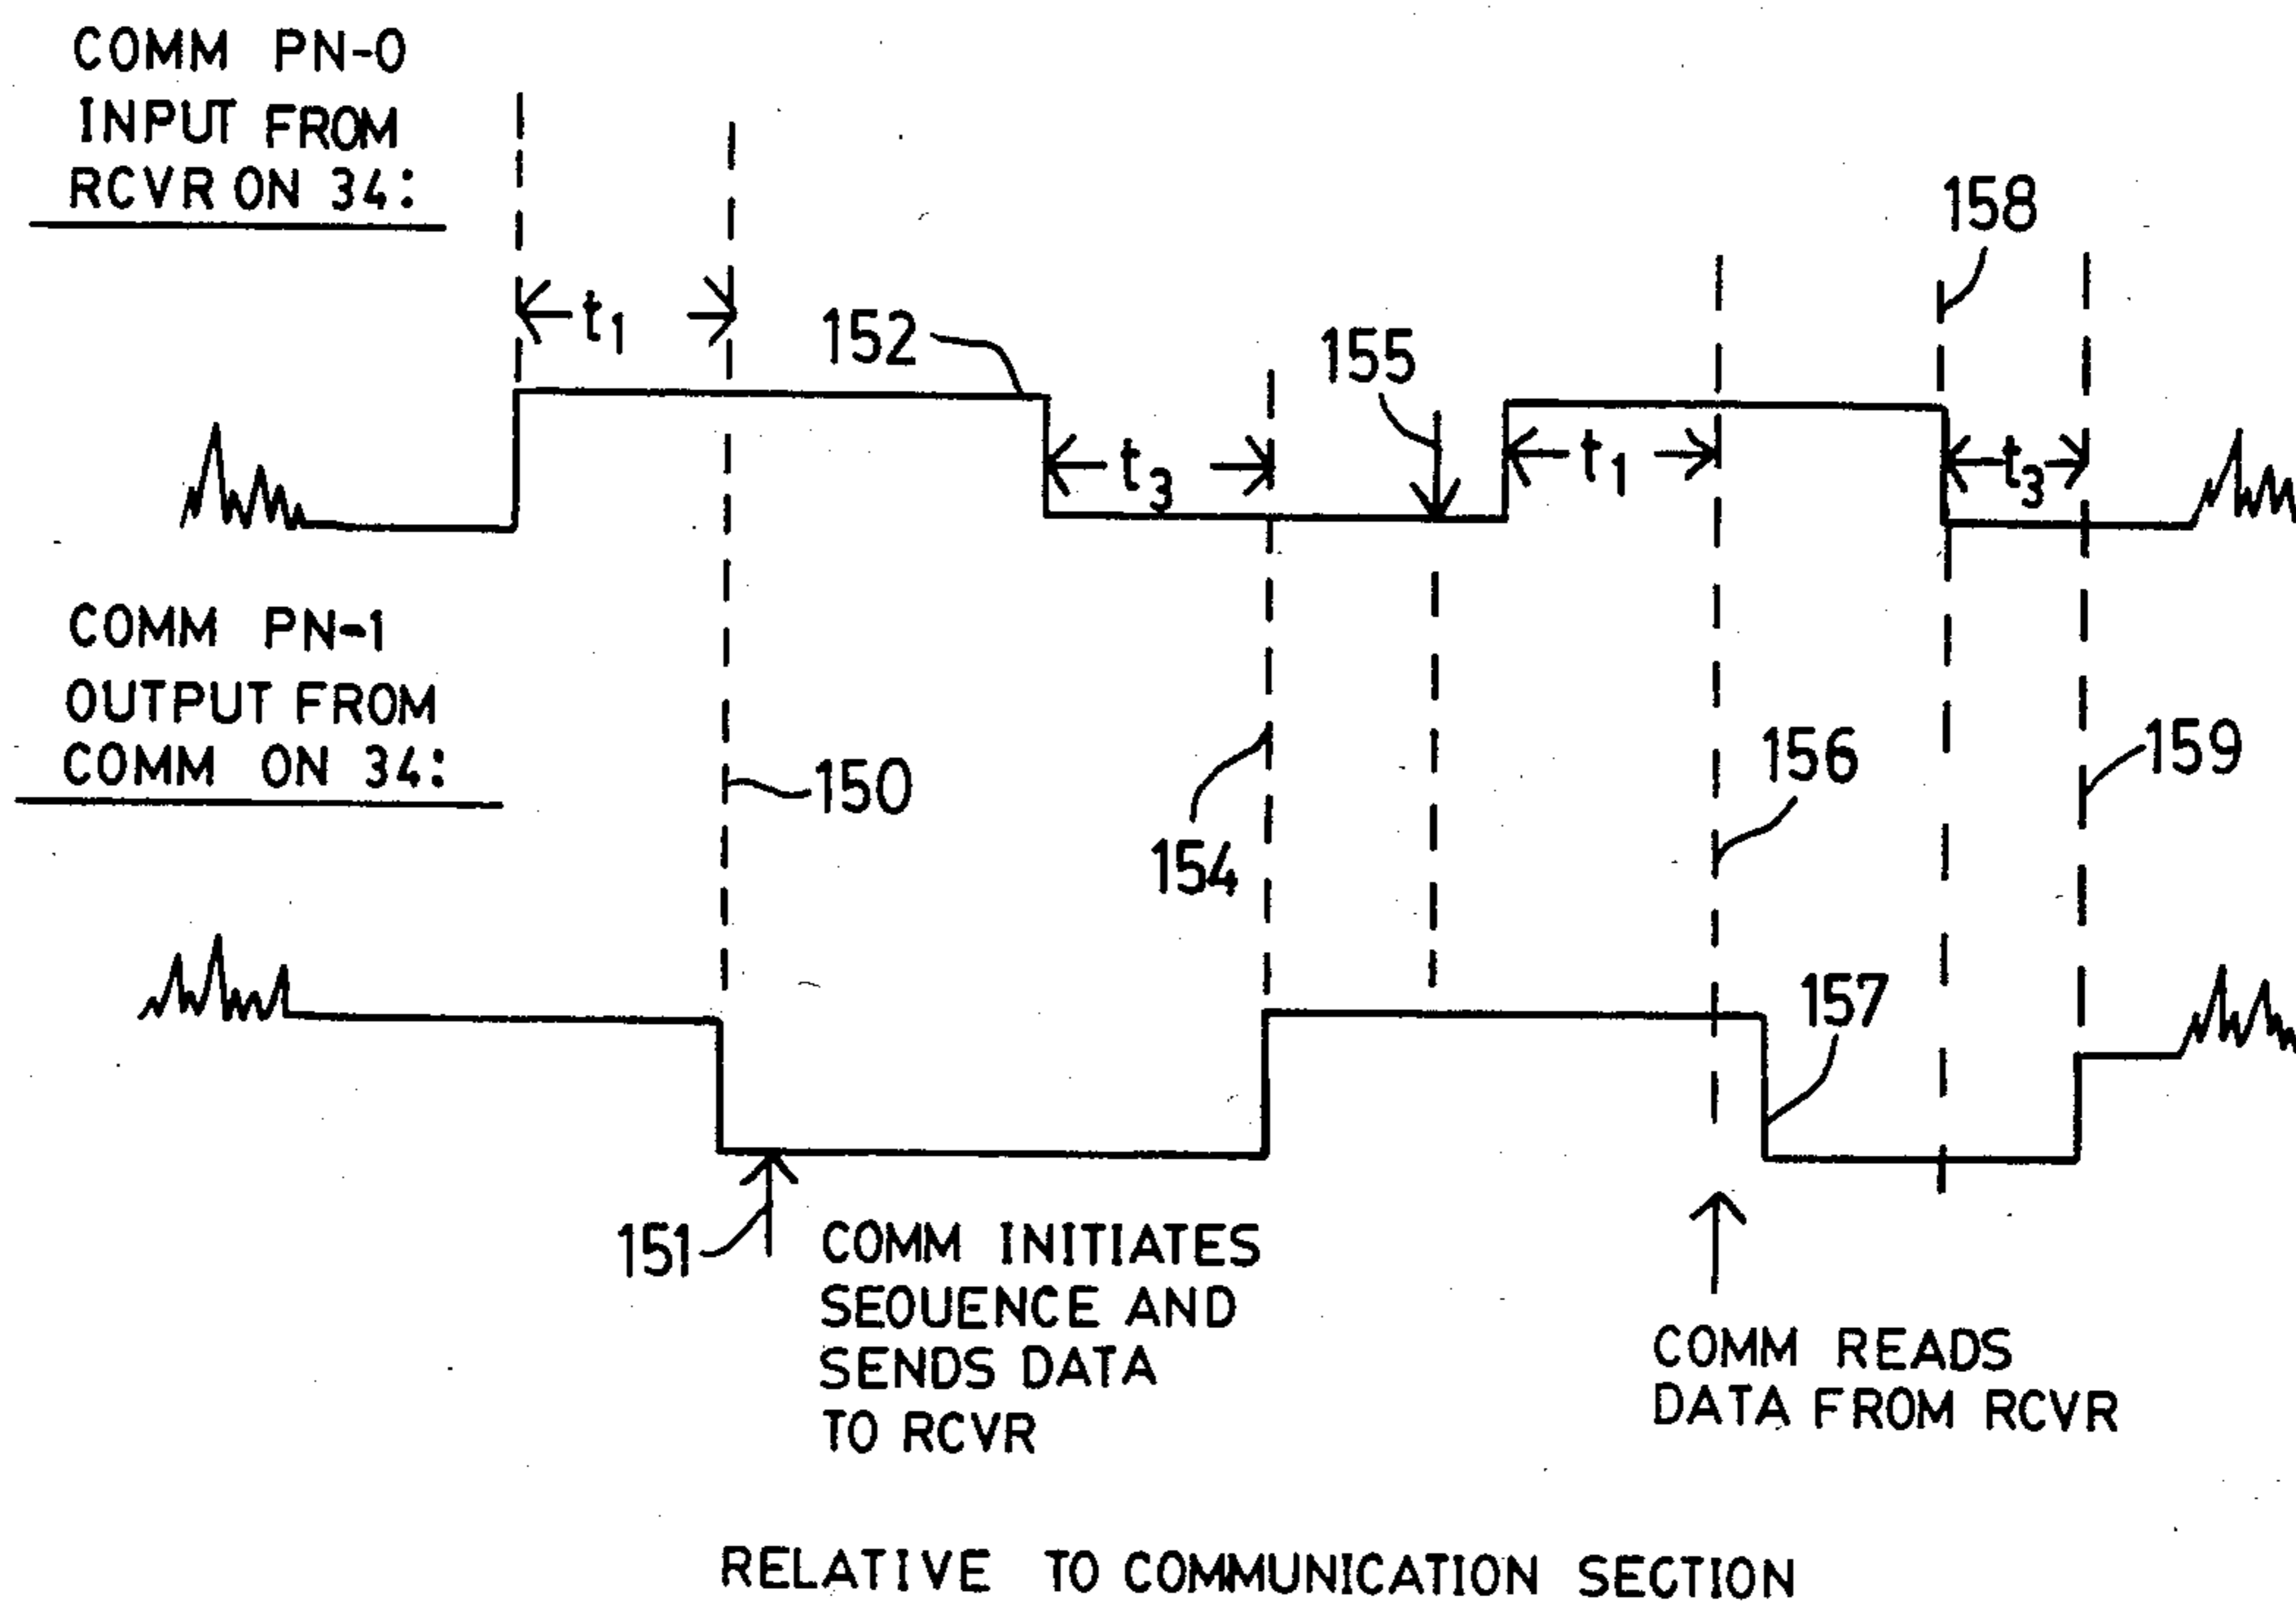 COMM PN-0
INPUT FROM
RCVR ON 34:
158
t1
152
155
t3
t1
t3
COMM PN-1
OUTPUT FROM
COMM ON 34:
150
154
156
159
157
151
COMM INITIATES
SEOUENCE AND
SENDS DATA
TO RCVR
COMM READS
DATA FROM RCVR
RELATIVE TO COMMUNICATION SECTION